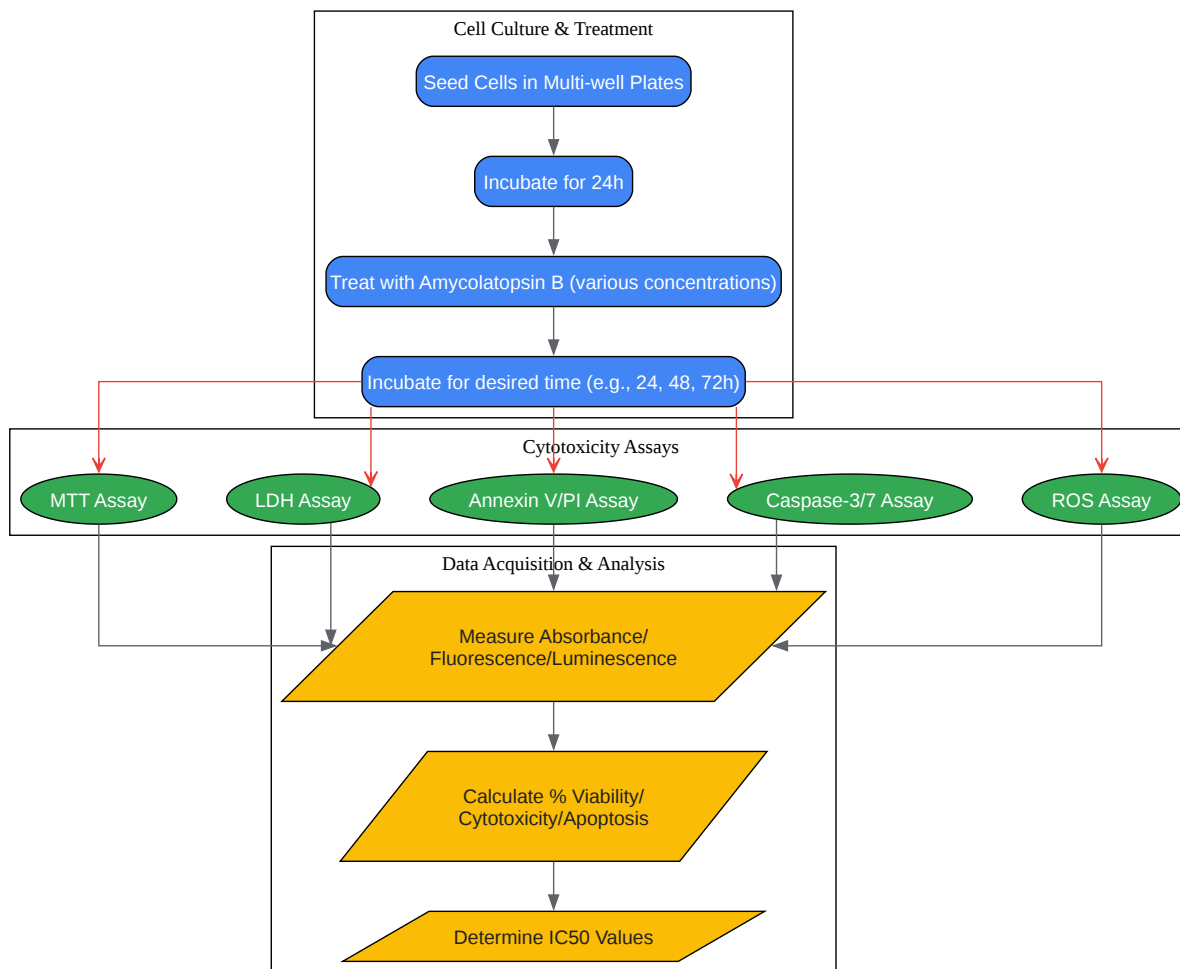 Cell Culture & Treatment
Seed Cells in Multi-well Plates
Incubate for 24h
Treat with Amycolatopsin B (various concentrations)
Incubate for desired time (e.g., 24, 48, 72h)
Cytotoxicity Assays
MTT Assay
LDH Assay
Annexin V/PI Assay
Caspase-3/7 Assay
ROS Assay
Data Acquisition & Analysis
Measure Absorbance/
Fluorescence/Luminescence
Calculate % Viability/
Cytotoxicity/Apoptosis
Determine IC50 Values